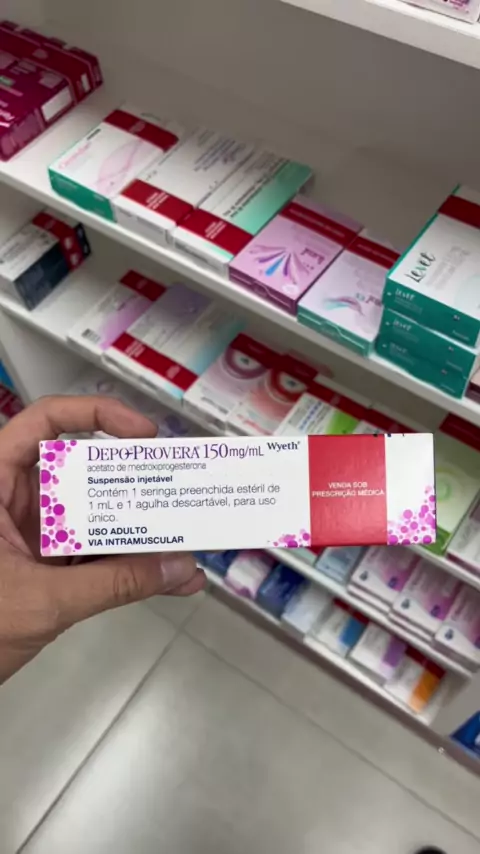 DEPO-PROVERA® 150mg/mL Wyeth®
acetato de medroxiprogesterona
Suspensão injetável
Contém 1 seringa preenchida estéril de
1 mL e 1 agulha descartável, para uso
único.
USO ADULTO
VIA INTRAMUSCULAR
VENDA SOB
PRESCRIÇÃO MÉDICA